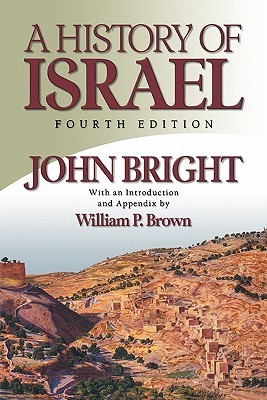 A HISTORY OF
ISRAEL
FOURTH EDITION
JOHN BRIGHT
With an Introduction
and Appendix by
William P. Brown